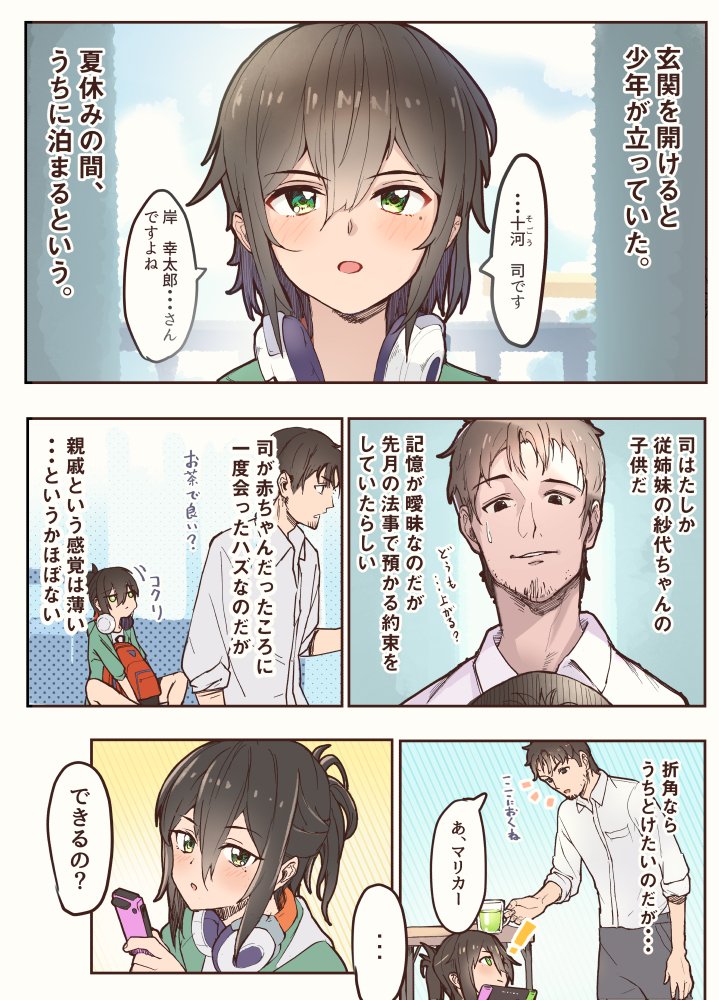 玄関を開けると
少年が立っていた。
・・・十河 司です
そごう
岸 幸太郎・・・さん
ですよね
夏休みの間、
うちに泊まるという。
司はたしか
従姉妹の紗代ちゃんの
子供だ
記憶が曖昧なのだが
先月の法事で預かる約束を
していたらしい
どうも
・・・上がる?
司が赤ちゃんだったころに
一度会ったハズなのだが
お茶で良い?
コクリ
親戚という感覚は薄い
・・・というかほぼない
折角なら
うちどけたいのだが・・・
ここにおくね
あ、マリカー
!
・・・
できるの?